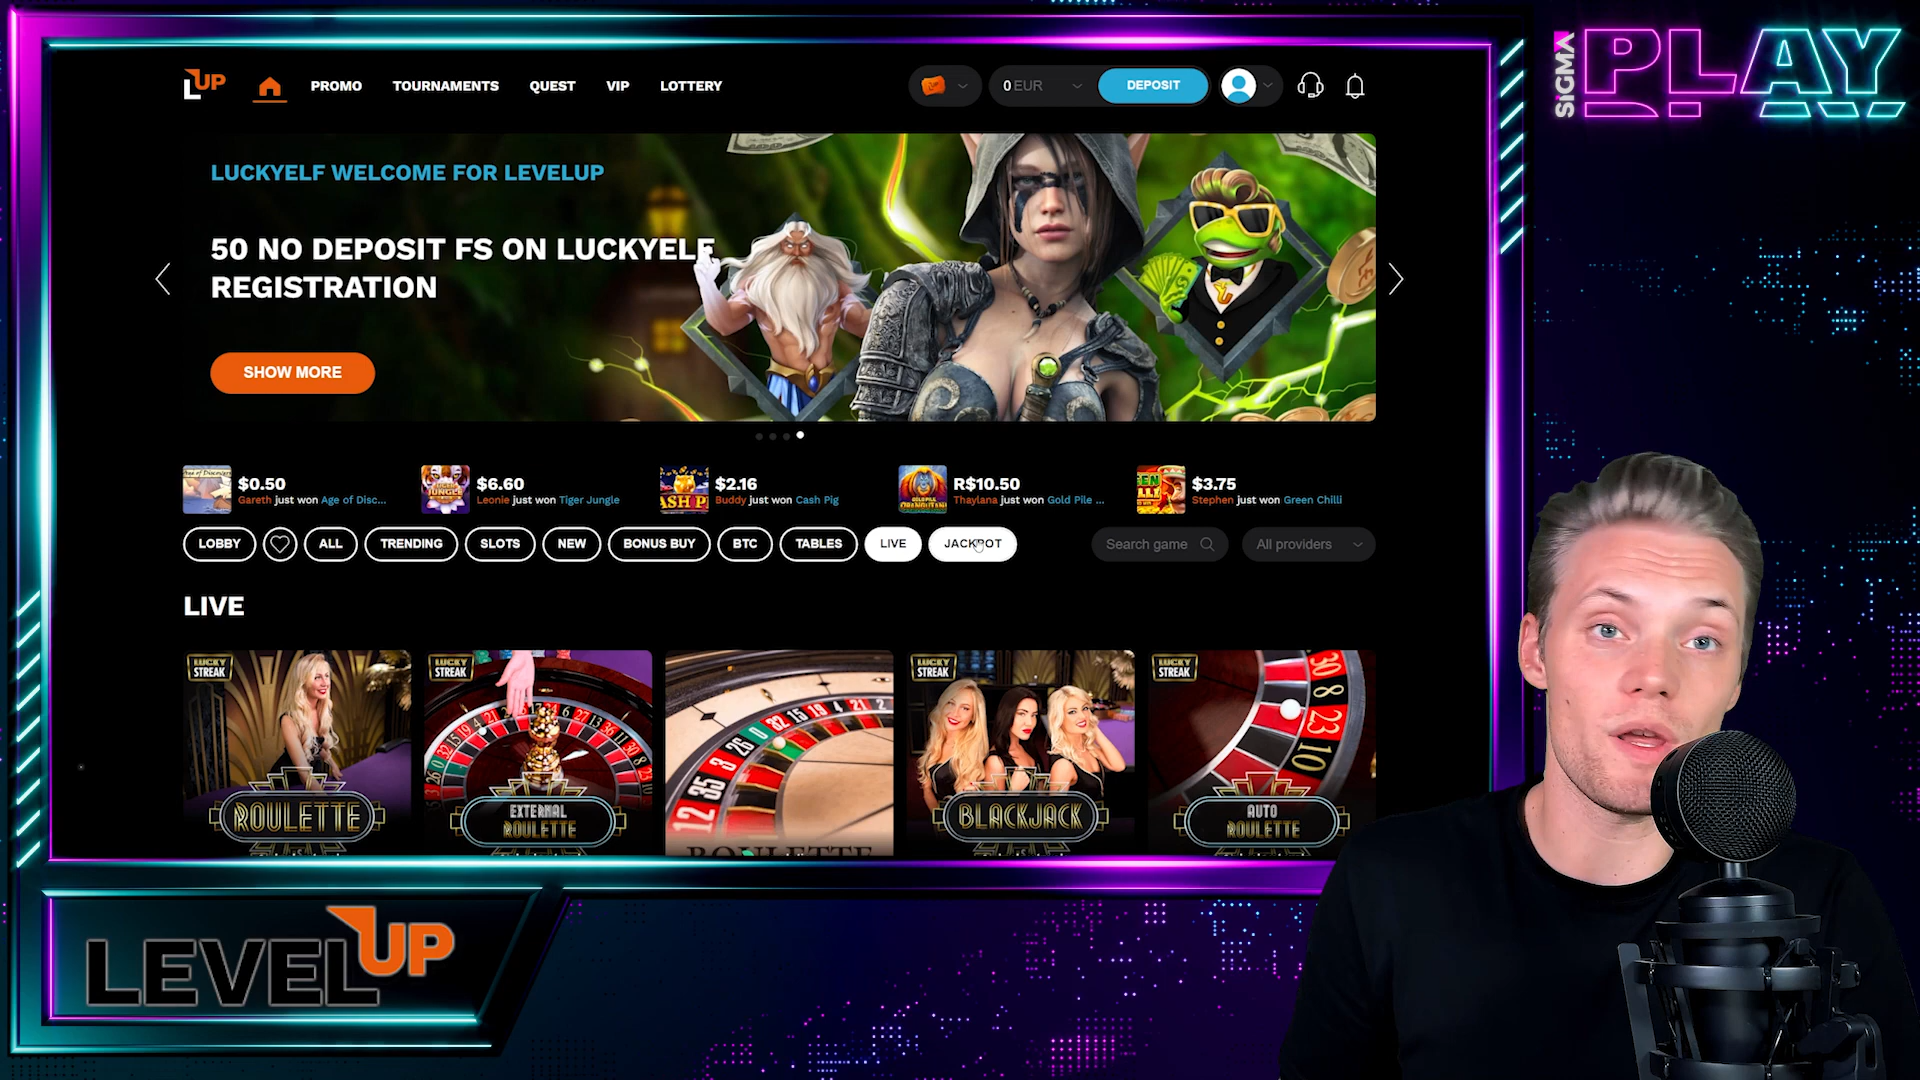 SIGMA
PLAY
LUP
PROMO
TOURNAMENTS
QUEST
VIP
LOTTERY
0 EUR
DEPOSIT
LUCKYELF WELCOME FOR LEVELUP
50 NO DEPOSIT FS ON LUCKYELF
REGISTRATION
SHOW MORE
$0.50
Gareth just won Age of Disc...
$6.60
Leonie just won Tiger Jungle
$2.16
Buddy just won Cash Pig
R$10.50
Thaylana just won Gold Pile ...
$3.75
Stephen just won Green Chilli
LOBBY
ALL
TRENDING
SLOTS
NEW
BONUS BUY
BTC
TABLES
LIVE
JACKPOT
Search game
All providers
LIVE
LUCKY
STREAK
ROULETTE
LUCKY
STREAK
EXTERNAL
ROULETTE
ROULETTE
LUCKY
STREAK
BLACKJACK
LUCKY
STREAK
AUTO
ROULETTE
LEVELUP